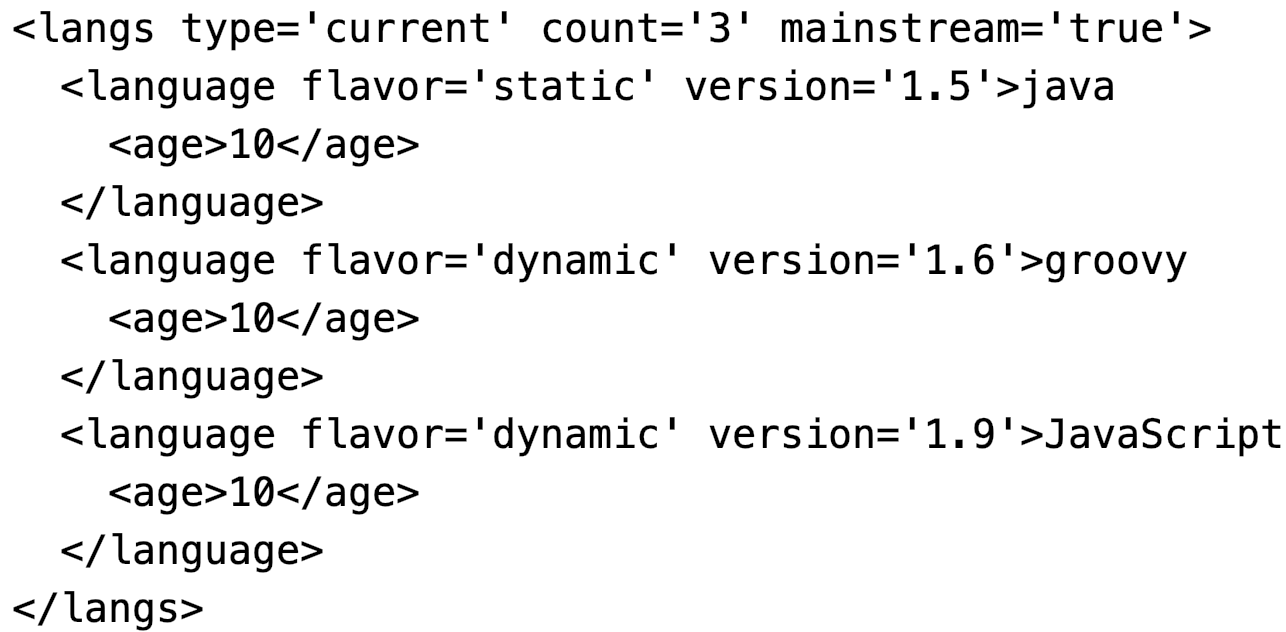 <langs type='current' count='3' mainstream='true'>
  <language flavor='static' version='1.5'>java
    <age>10</age>
  </language>
  <language flavor='dynamic' version='1.6'>groovy
    <age>10</age>
  </language>
  <language flavor='dynamic' version='1.9'>JavaScript
    <age>10</age>
  </language>
</langs>